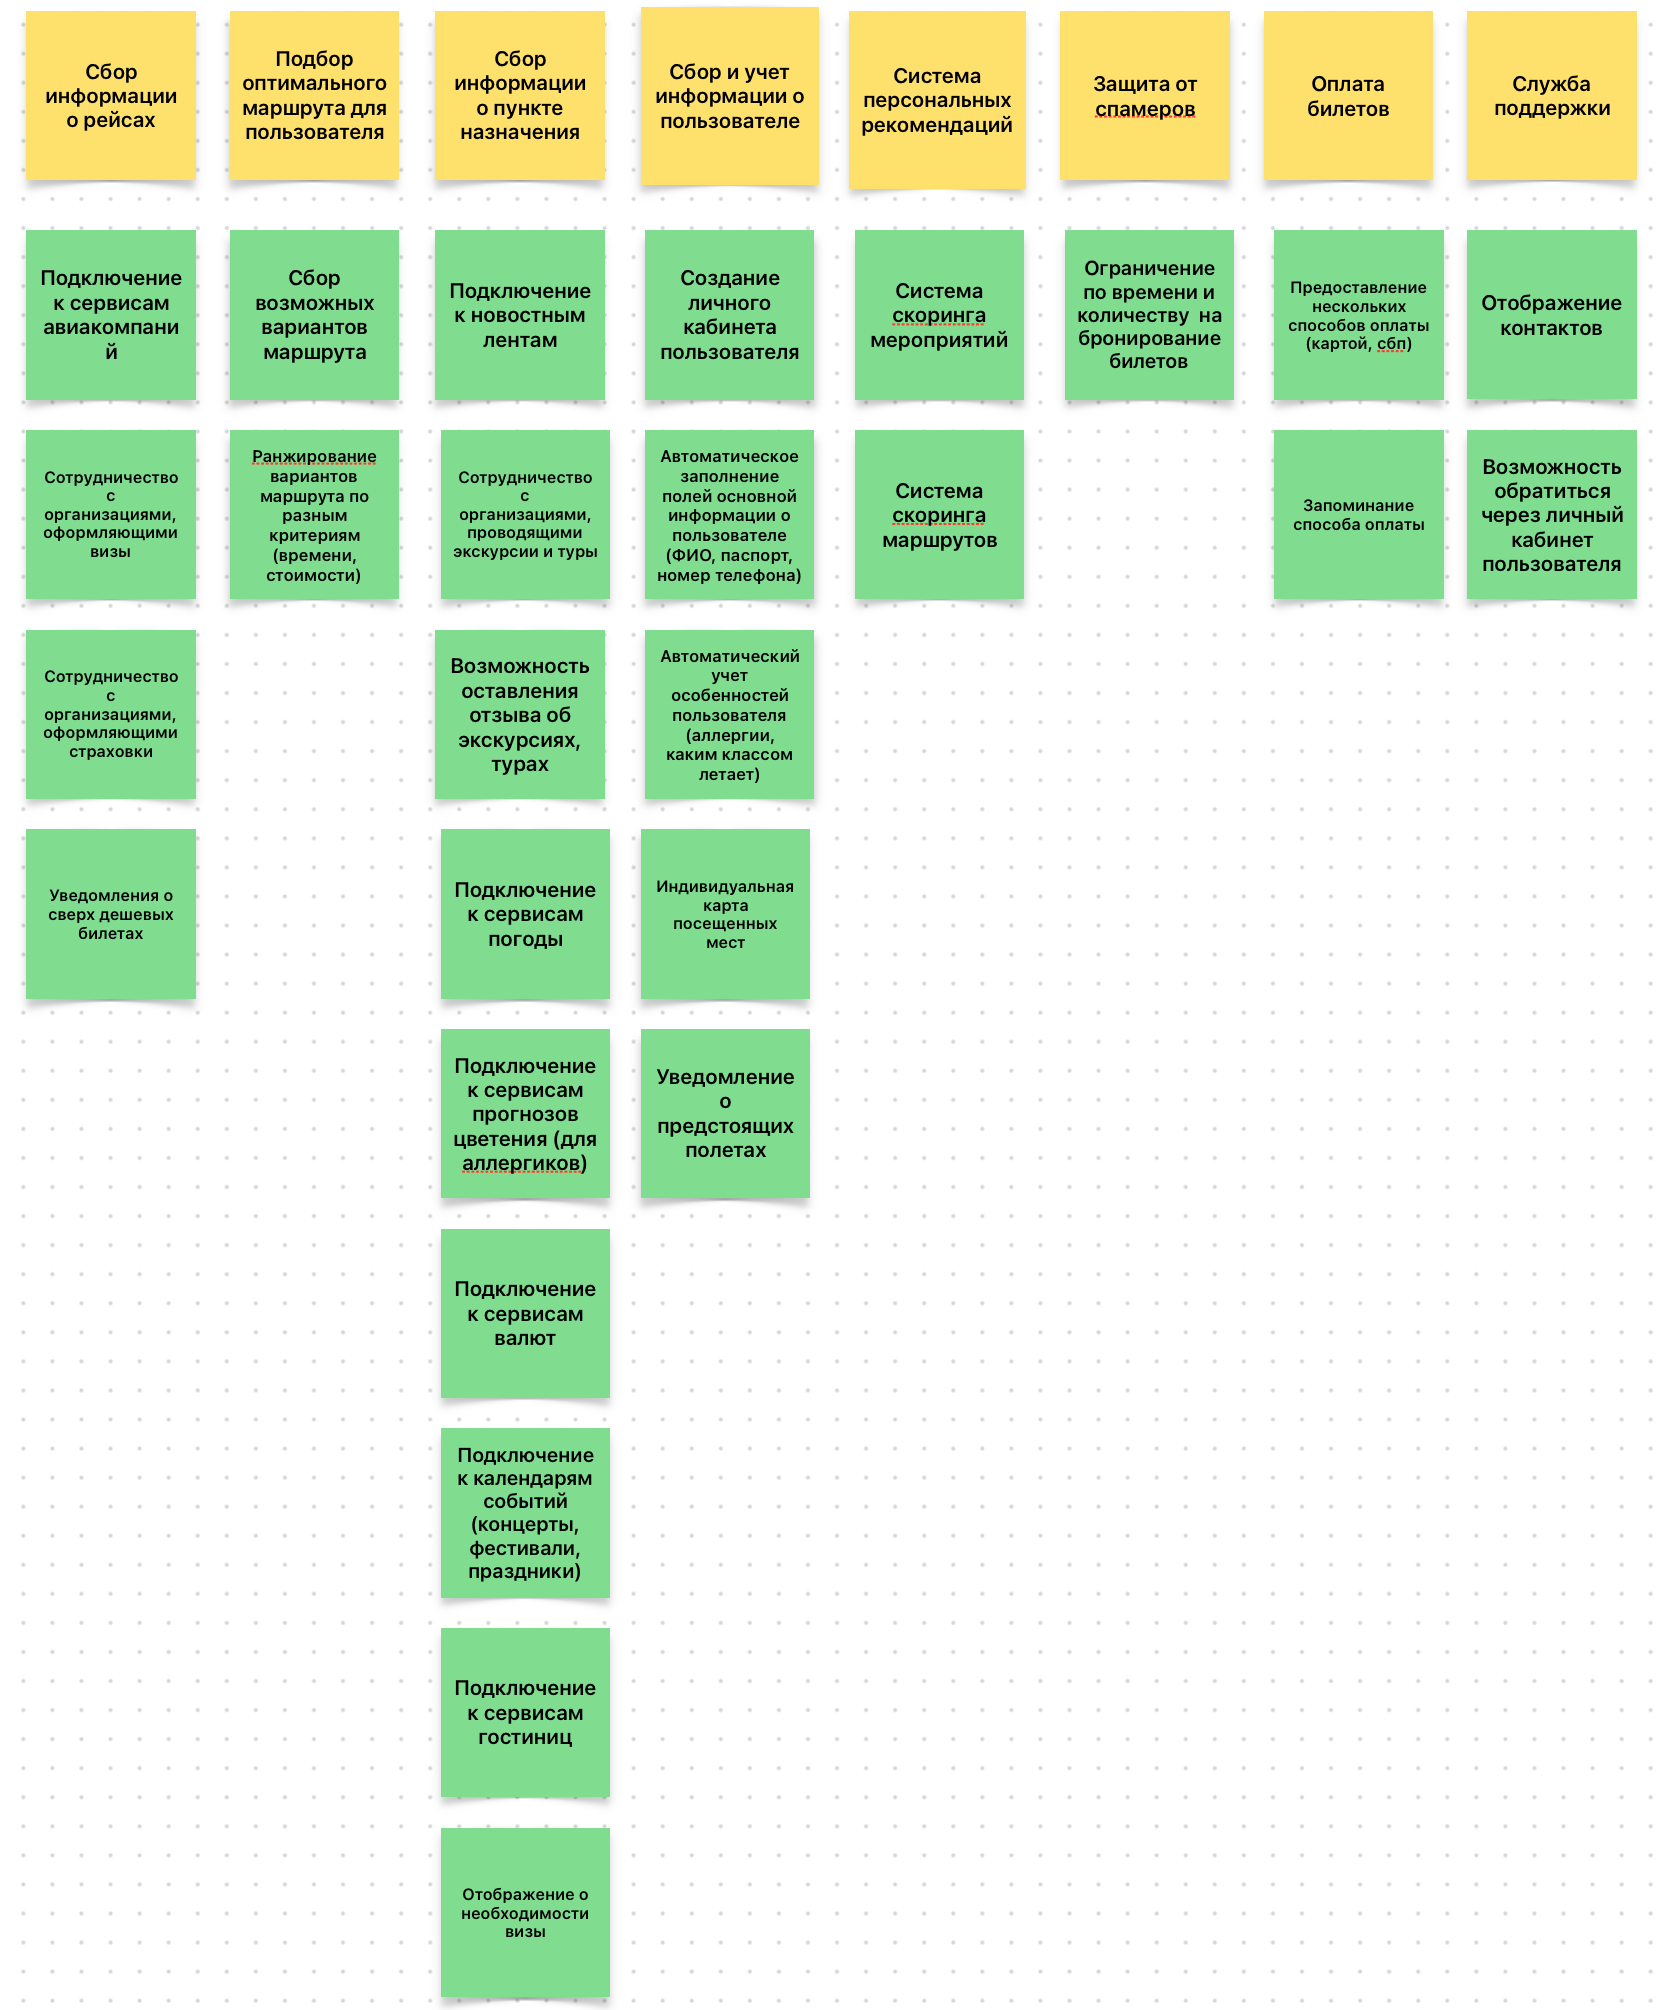 Сбор
информации
о рейсах
Подбор
оптимального
маршрута для
пользователя
Сбор
информации
о пункте
назначения
Сбор и учет
информации о
пользователе
Система
персональных
рекомендаций
Защита от
спамеров
Оплата
билетов
Служба
поддержки
Подключение
к сервисам
авиакомпани
й
Сбор
возможных
вариантов
маршрута
Подключение
к новостным
лентам
Создание
личного
кабинета
пользователя
Система
скоринга
мероприятий
Ограничение
по времени и
количеству на
бронирование
билетов
Предоставление
нескольких
способов оплаты
(картой, сбп)
Отображение
контактов
Сотрудничество
с
организациями,
оформляющими
визы
Ранжирование
вариантов
маршрута по
разным
критериям
(времени,
стоимости)
Сотрудничество
с
организациями,
проводящими
экскурсии и туры
Автоматическое
заполнение
полей основной
информации о
пользователе
(ФИО, паспорт,
номер телефона)
Система
скоринга
маршрутов
Запоминание
способа оплаты
Возможность
обратиться
через личный
кабинет
пользователя
Сотрудничество
с
организациями,
оформляющими
страховки
Возможность
оставления
отзыва об
экскурсиях,
турах
Автоматический
учет
особенностей
пользователя
(аллергии,
каким классом
летает)
Уведомления о
сверх дешевых
билетах
Подключение
к сервисам
погоды
Индивидуальная
карта
посещенных
мест
Подключение
к сервисам
прогнозов
цветения (для
аллергиков)
Уведомление
о
предстоящих
полетах
Подключение
к сервисам
валют
Подключение
к календарям
событий
(концерты,
фестивали,
праздники)
Подключение
к сервисам
гостиниц
Отображение о
необходимости
визы